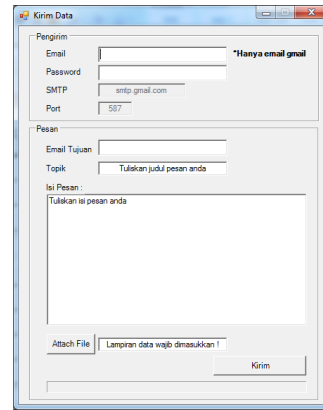 Kirim Data
Pengirim
Email *Hanya email gmail
Password
SMTP smtp.gmail.com
Port 587
Pesan
Email Tujuan
Topik Tuliskan judul pesan anda
Isi Pesan :
Tuliskan isi pesan anda
Attach File Lampiran data wajib dimasukkan !
Kirim